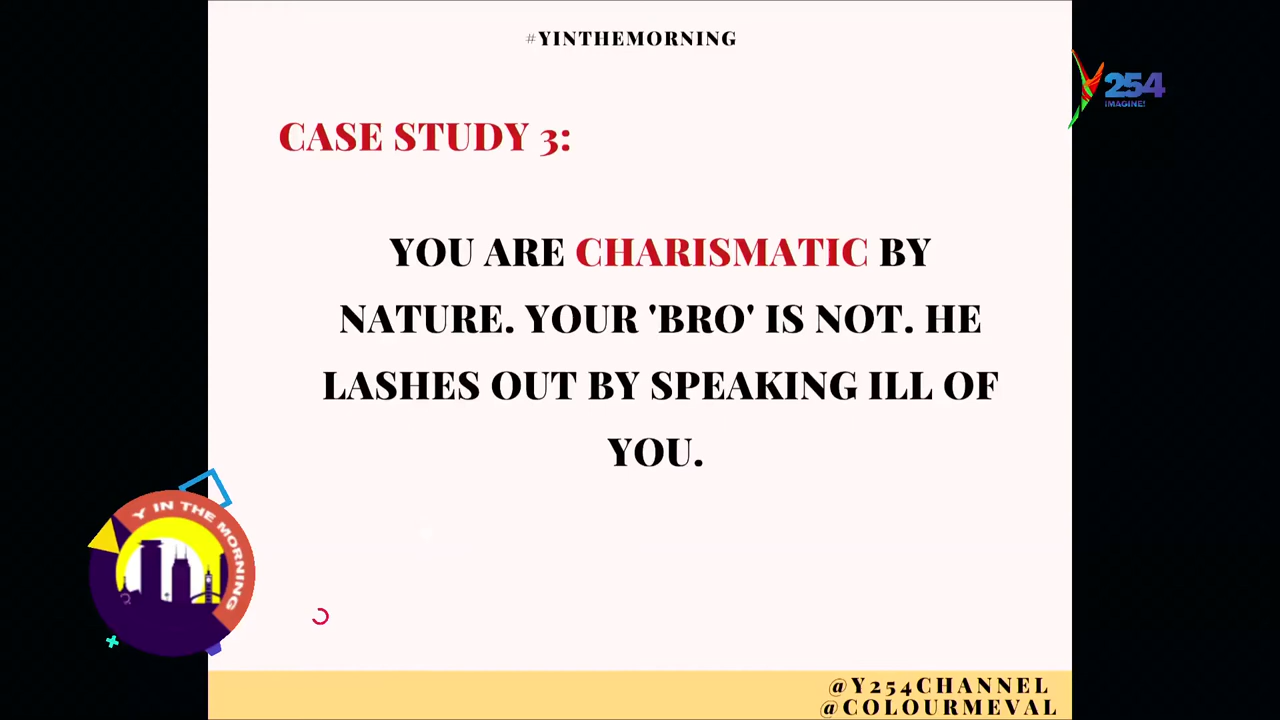 #YINTHEMORNING
254
IMAGINE!
CASE STUDY 3:
YOU ARE CHARISMATIC BY
NATURE. YOUR 'BRO' IS NOT. HE
LASHES OUT BY SPEAKING ILL OF
YOU.
Y IN THE MORNING
@Y254CHANNEL
@COLOURMEVAL